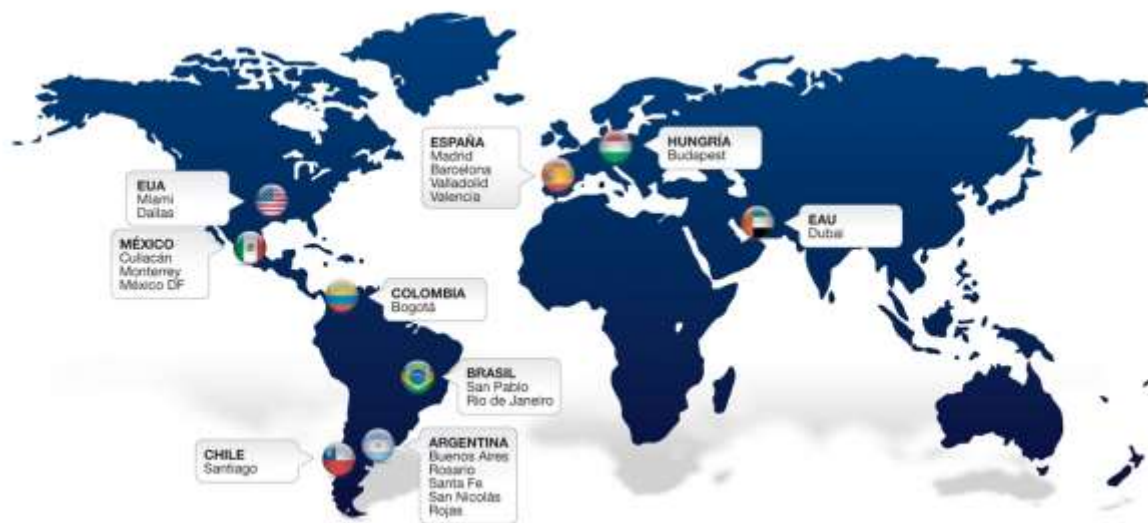 EUA
Miami
Dallas
MÉXICO
Culiacán
Monterrey
México DF
COLOMBIA
Bogotá
BRASIL
San Pablo
Rio de Janeiro
CHILE
Santiago
ARGENTINA
Buenos Aires
Rosario
Santa Fe
San Nicolás
Rojas
ESPAÑA
Madrid
Barcelona
Valladolid
Valencia
HUNGRÍA
Budapest
EAU
Dubai